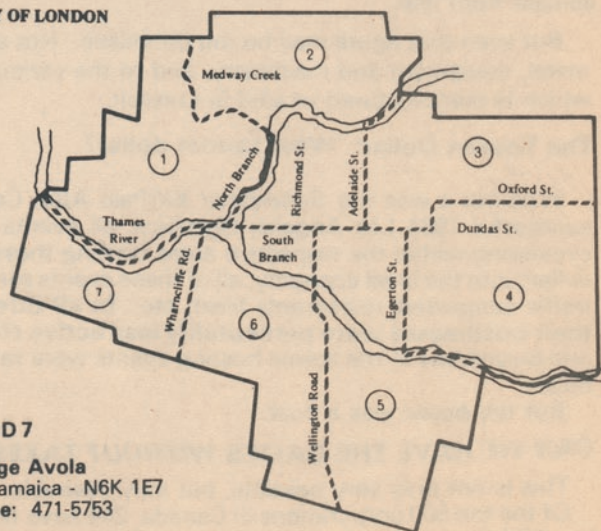 Y OF LONDON
2
Medway Creek
1
North Branch
Richmond St.
Adelaide St.
3
Oxford St.
Thames
River
South
Branch
Dundas St.
Wharncliffe Rd.
Egerton St.
4
7
6
Wellington Road
5
D 7
ge Avola
amaica - N6K 1E7
e: 471-5753